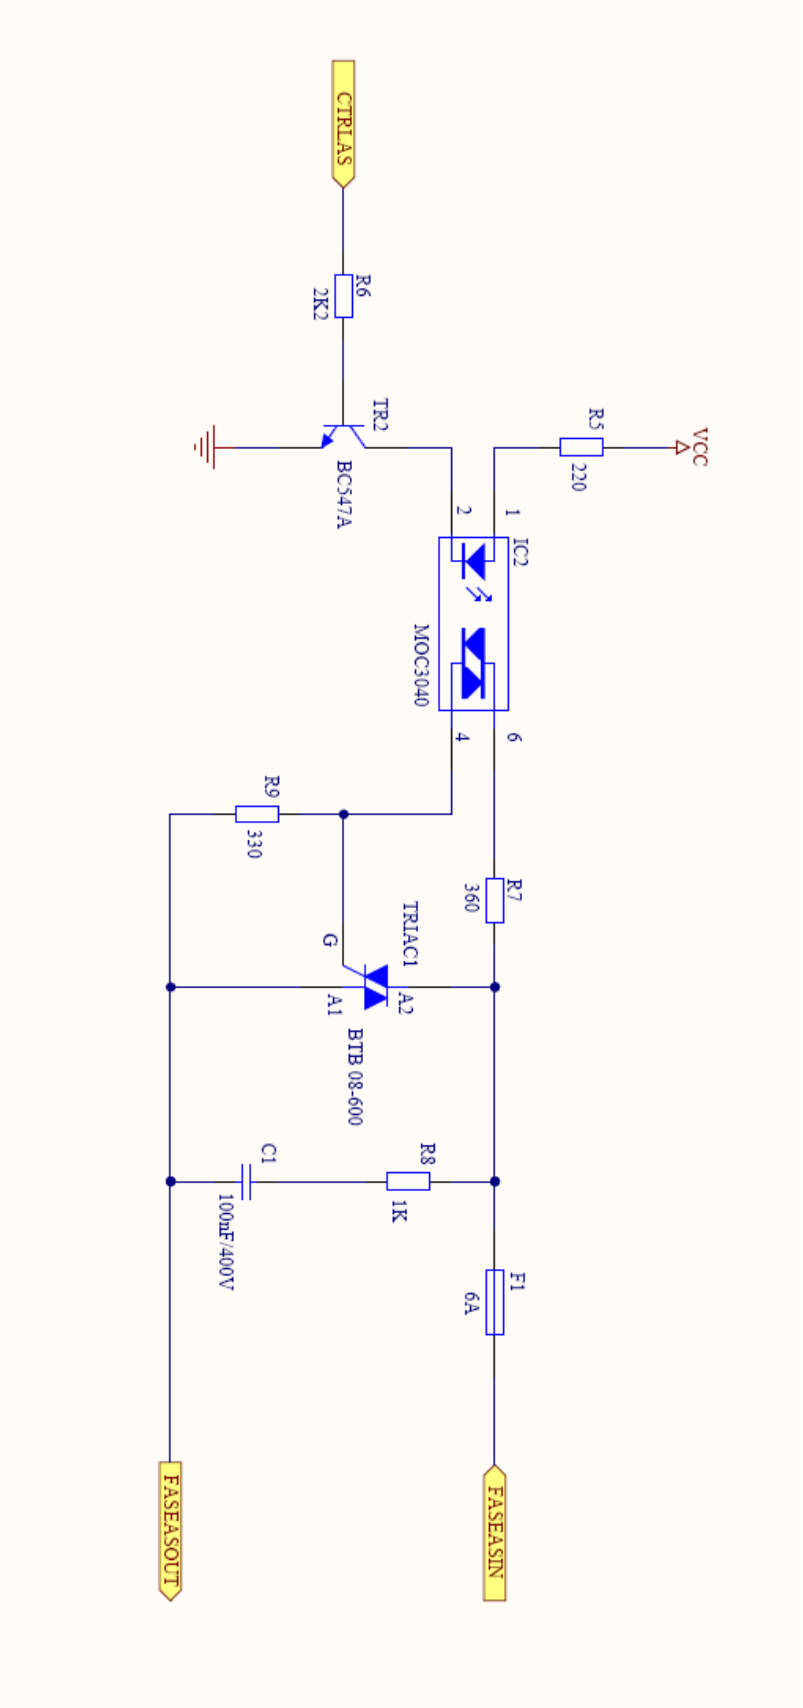 CTRLAS
R6
2K2
TR2
BC547A
VCC
R5
220
1
2
IC2
MOC3040
6
4
R9
330
R7
360
TRIAC1
G
A1
A2
BTB 08-600
R8
1K
C1
100nF/400V
F1
6A
FASEASIN
FASEASOUT